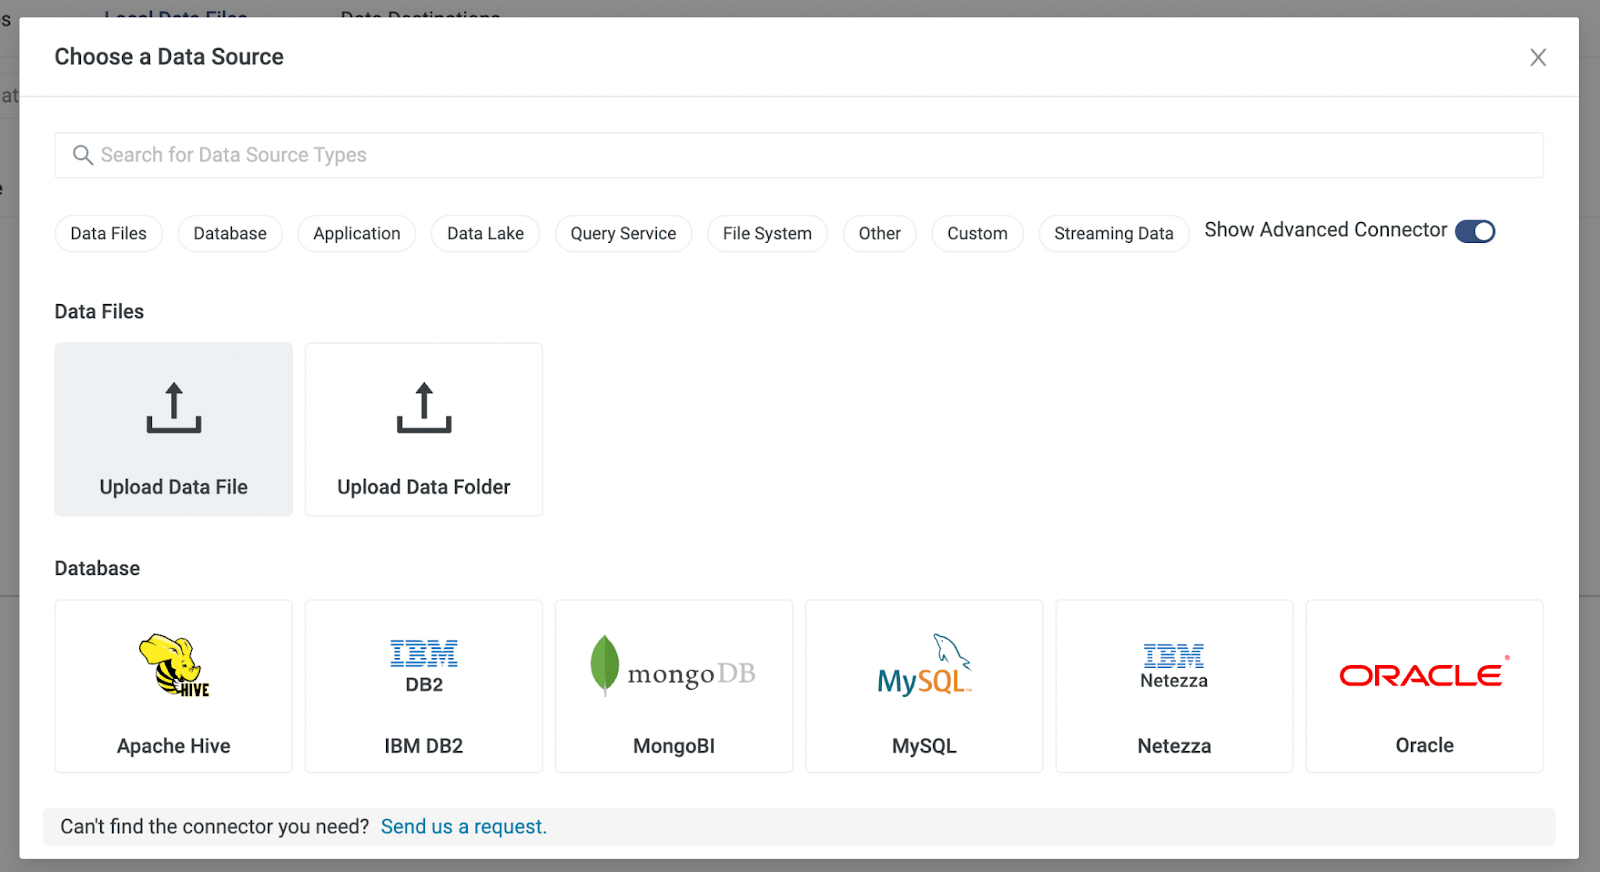 Local Data Files Data Destinations
Choose a Data Source
Search for Data Source Types
Data Files Database Application Data Lake Query Service File System Other Custom Streaming Data Show Advanced Connector
Data Files
Upload Data File Upload Data Folder
Database
HIVE
IBM
DB2
mongoDB
MySQL
IBM
Netezza
ORACLE
Apache Hive IBM DB2 MongoBI MySQL Netezza Oracle
Can't find the connector you need? Send us a request.